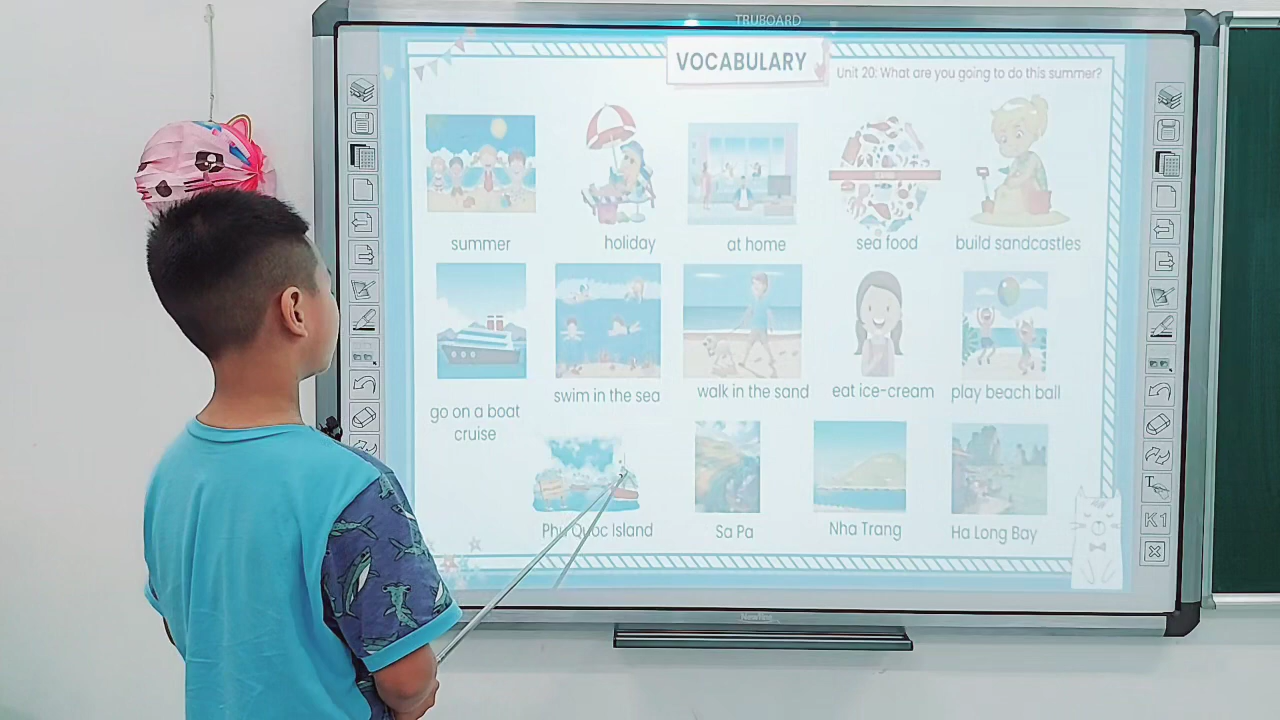 TRUBOARD
VOCABULARY
Unit 20: What are you going to do this summer?
summer
holiday
at home
sea food
build sandcastles
go on a boat
cruise
swim in the sea
walk in the sand
eat ice-cream
play beach ball
Phu Quoc Island
Sa Pa
Nha Trang
Ha Long Bay
K1